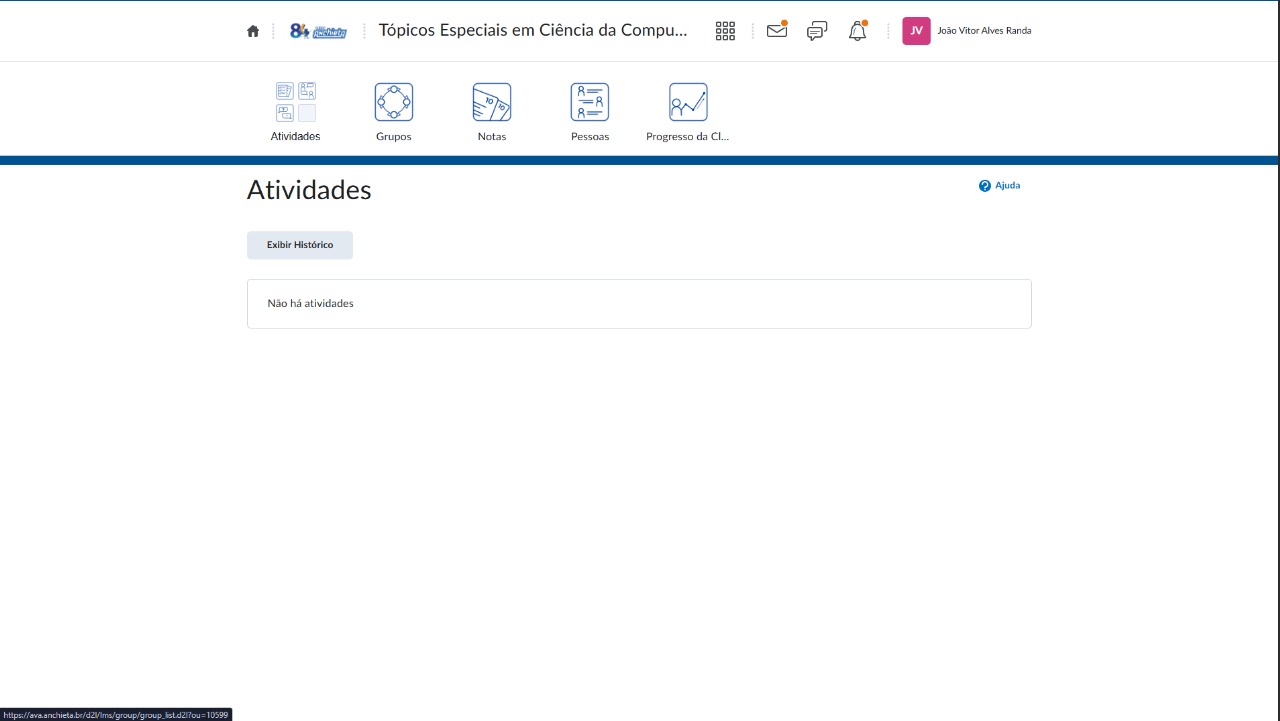 84 Anchieta
Tópicos Especiais em Ciência da Compu...
JV
João Vitor Alves Randa
Atividades
Grupos
Notas
Pessoas
Progresso da Cl...
Atividades
Ajuda
Exibir Histórico
Não há atividades
https://ava.anchieta.br/d2l/lms/group/group_list.d2l?ou=10599